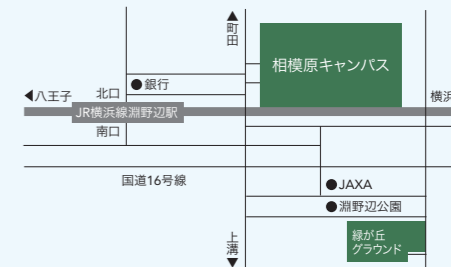 ▲町田
相模原キャンパス
●銀行
◀八王子
北口
横浜
JR横浜線淵野辺駅
南口
国道16号線
●JAXA
●淵野辺公園
上溝▼
緑が丘
グラウンド